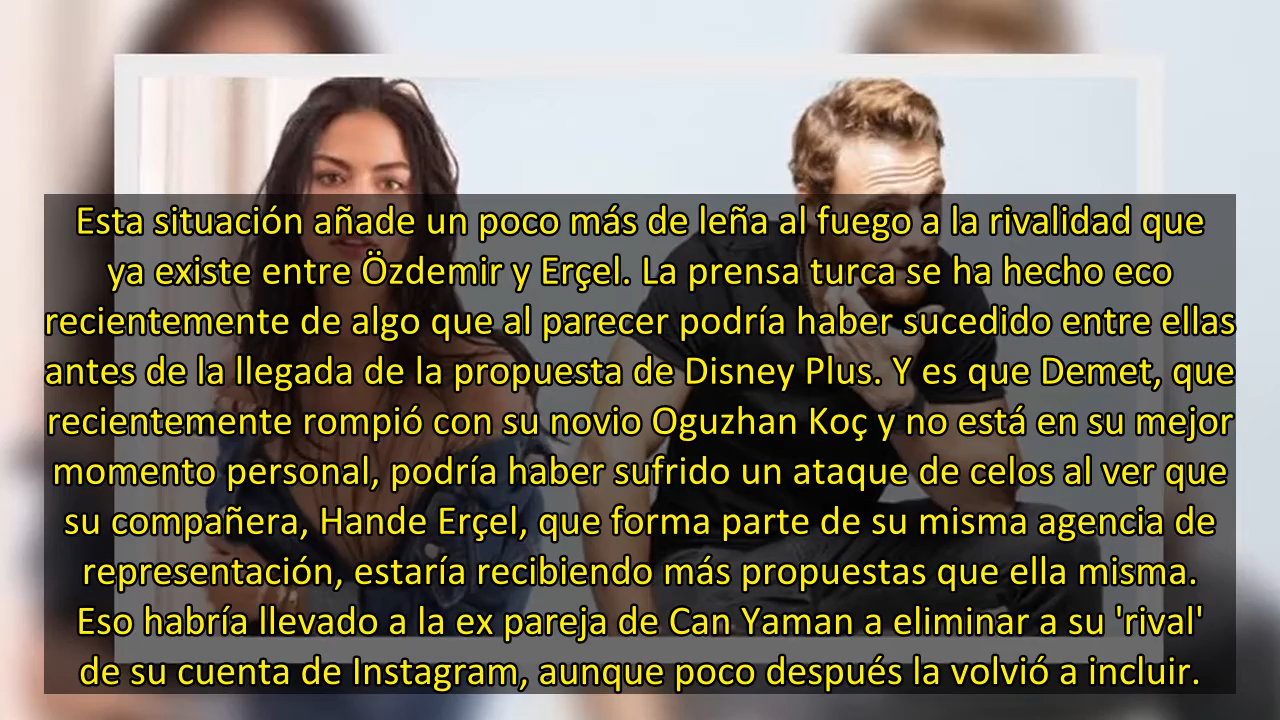 Esta situación añade un poco más de leña al fuego a la rivalidad que
ya existe entre Özdemir y Erçel. La prensa turca se ha hecho eco
recientemente de algo que al parecer podría haber sucedido entre ellas
antes de la llegada de la propuesta de Disney Plus. Y es que Demet, que
recientemente rompió con su novio Oguzhan Koç y no está en su mejor
momento personal, podría haber sufrido un ataque de celos al ver que
su compañera, Hande Erçel, que forma parte de su misma agencia de
representación, estaría recibiendo más propuestas que ella misma.
Eso habría llevado a la ex pareja de Can Yaman a eliminar a su 'rival'
de su cuenta de Instagram, aunque poco después la volvió a incluir.